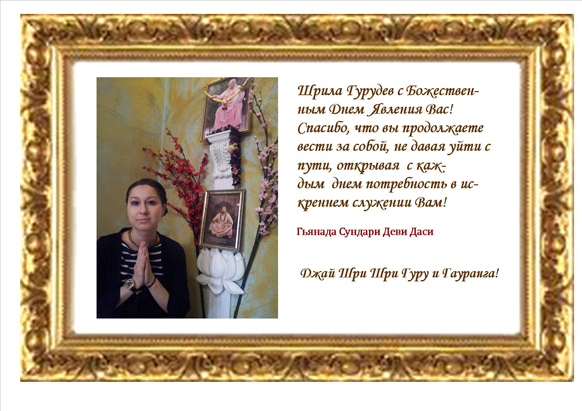 Шрила Гурудев с Божествен-
ным Днем Явления Вас!
Спасибо, что вы продолжаете
вести за собой, не давая уйти с
пути, открывая с каж-
дым днем потребность в ис-
креннем служении Вам!
Гьянада Сундари Деви Даси
Джай Шри Шри Гуру и Гауранга!